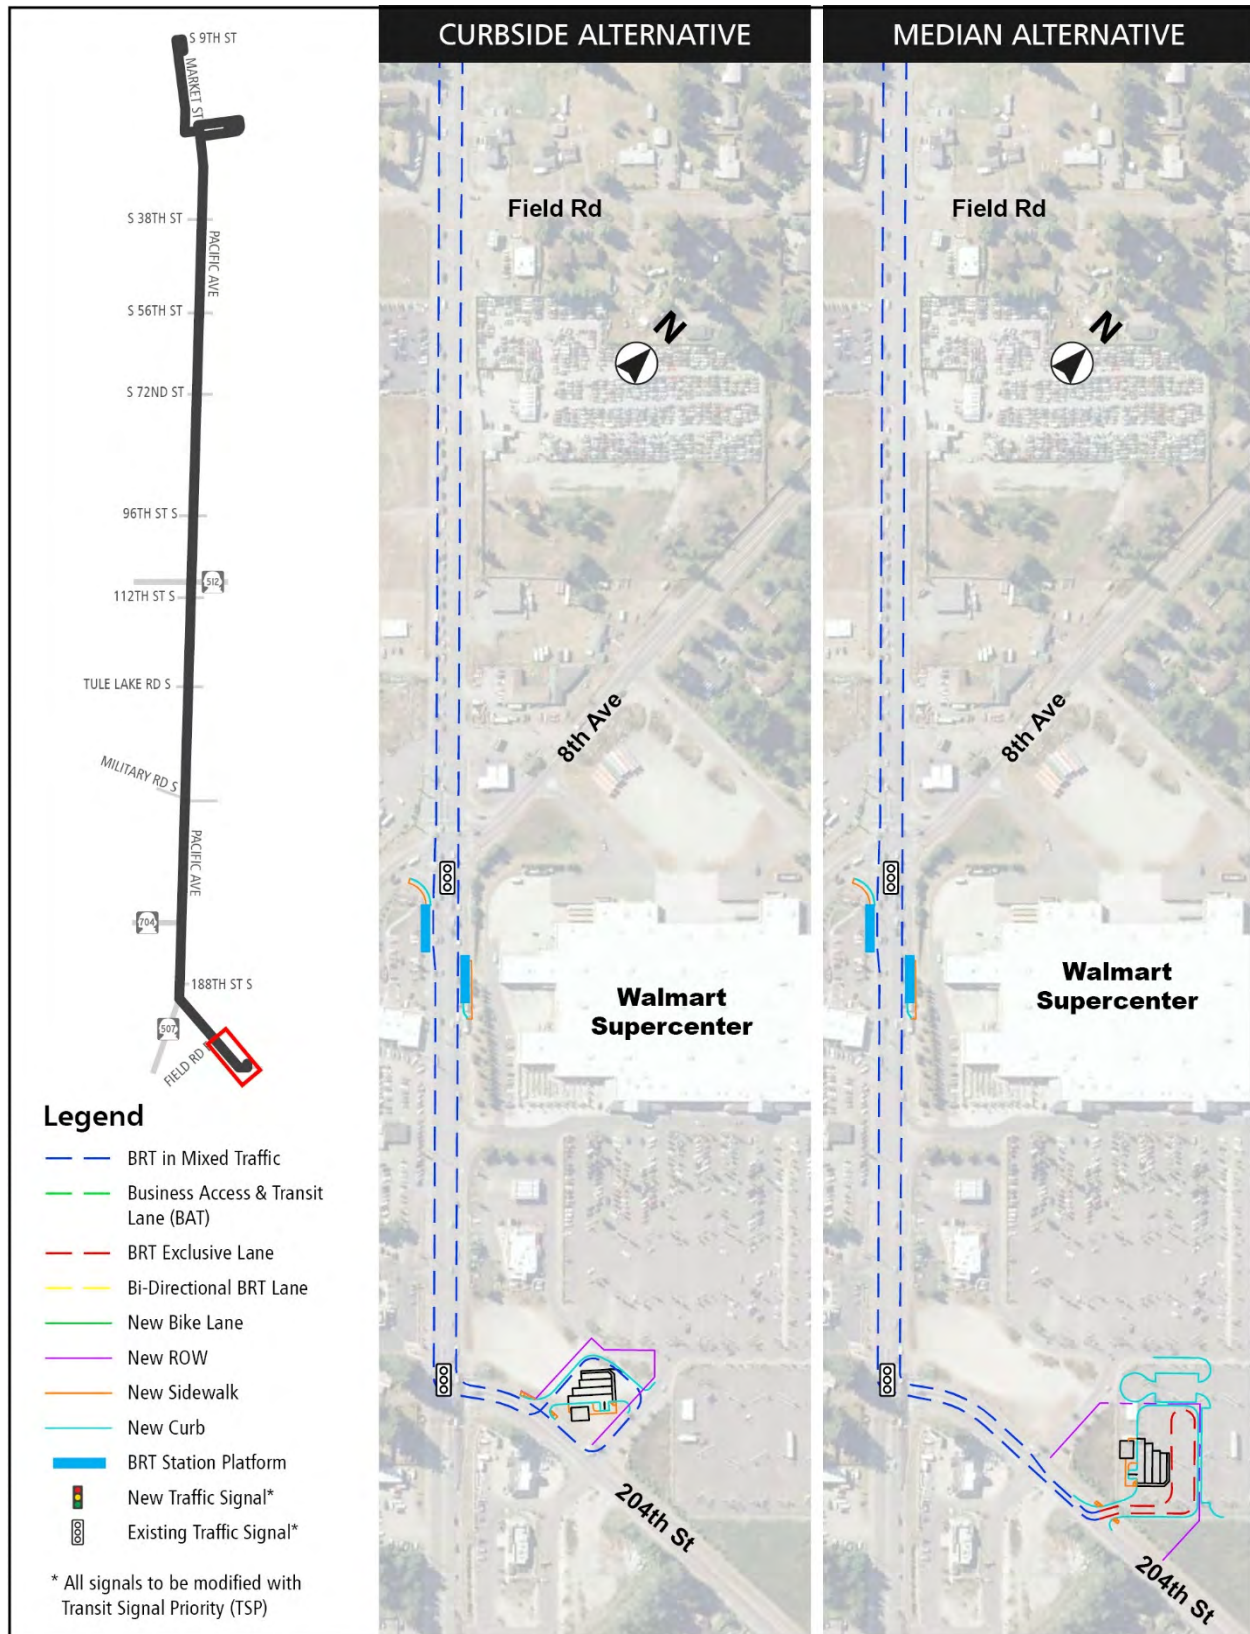 S 9TH ST
MARKET ST
S 38TH ST
PACIFIC AVE
S 56TH ST
S 72ND ST
96TH ST S
512
112TH ST S
TULE LAKE RD S
MILITARY RD S
PACIFIC AVE
704
188TH ST S
507
FIELD RD
Legend
BRT in Mixed Traffic
Business Access & Transit
Lane (BAT)
BRT Exclusive Lane
Bi-Directional BRT Lane
New Bike Lane
New ROW
New Sidewalk
New Curb
BRT Station Platform
New Traffic Signal*
Existing Traffic Signal*
* All signals to be modified with
Transit Signal Priority (TSP)
CURBSIDE ALTERNATIVE
Field Rd
N
8th Ave
Walmart
Supercenter
204th St
MEDIAN ALTERNATIVE
Field Rd
N
8th Ave
Walmart
Supercenter
204th St